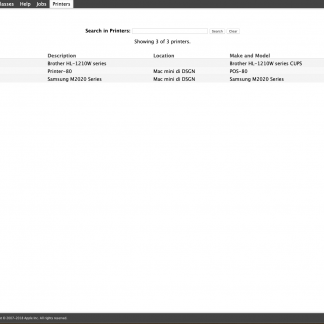 Help Jobs Printers
Search in Printers: Search Clear
Showing 3 of 3 printers.
Description Location Make and Model
Brother HL-1210W series Brother HL-1210W series CUPS
Printer-80 Mac mini di DSGN POS-80
Samsung M2020 Series Mac mini di DSGN Samsung M2020 Series
© 2007-2018 Apple Inc. All rights reserved.